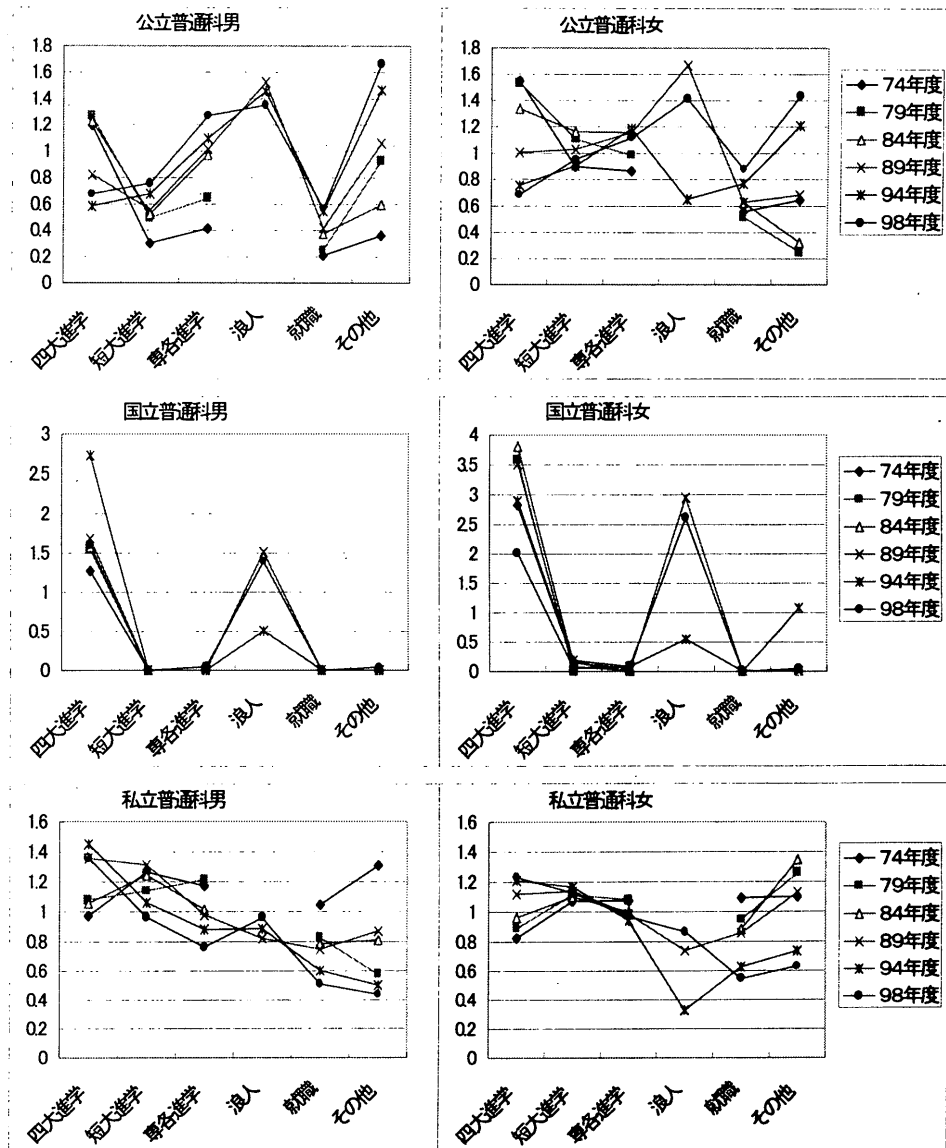 公立普通科男
1.8
1.6
1.4
1.2
1
0.8
0.6
0.4
0.2
0
四大進学
短大進学
専各進学
浪人
就職
その他
公立普通科女
1.8
1.6
1.4
1.2
1
0.8
0.6
0.4
0.2
0
四大進学
短大進学
専各進学
浪人
就職
その他
74年度
79年度
84年度
89年度
94年度
98年度
国立普通科男
3
2.5
2
1.5
1
0.5
0
四大進学
短大進学
専各進学
浪人
就職
その他
国立普通科女
4
3.5
3
2.5
2
1.5
1
0.5
0
四大進学
短大進学
専各進学
浪人
就職
その他
74年度
79年度
84年度
89年度
94年度
98年度
私立普通科男
1.6
1.4
1.2
1
0.8
0.6
0.4
0.2
0
四大進学
短大進学
専各進学
浪人
就職
その他
私立普通科女
1.6
1.4
1.2
1
0.8
0.6
0.4
0.2
0
四大進学
短大進学
専各進学
浪人
就職
その他
74年度
79年度
84年度
89年度
94年度
98年度